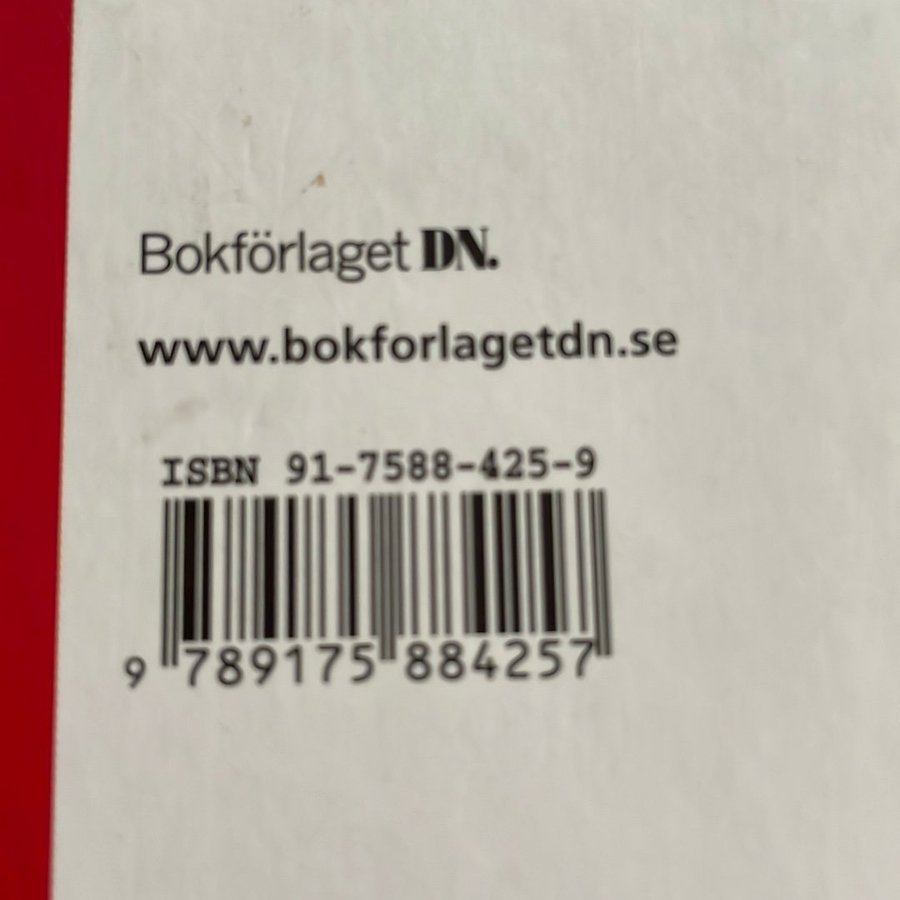 Bokförlaget DN.
www.bokforlagetdn.se
ISBN 91-7588-425-9
9 789175 884257